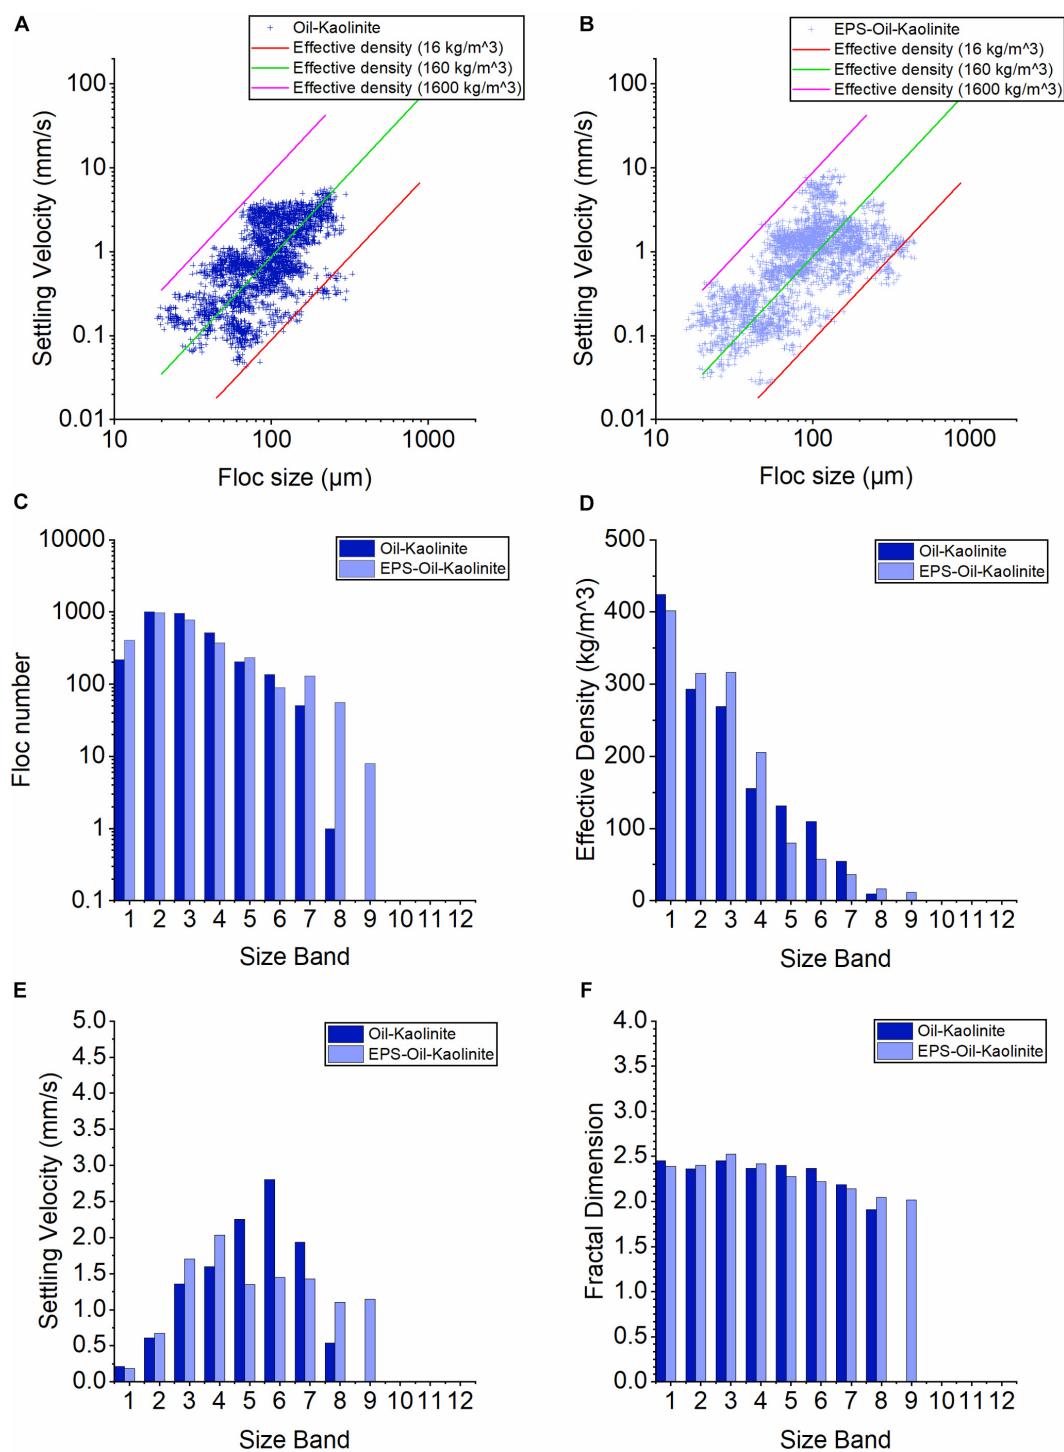 A
Oil-Kaolinite
Effective density (16 kg/m^3)
Effective density (160 kg/m^3)
Effective density (1600 kg/m^3)
Settling Velocity (mm/s)
100
10
1
0.1
0.01
10 100 1000
Floc size (µm)
B
EPS-Oil-Kaolinite
Effective density (16 kg/m^3)
Effective density (160 kg/m^3)
Effective density (1600 kg/m^3)
Settling Velocity (mm/s)
100
10
1
0.1
0.01
10 100 1000
Floc size (µm)
C
Oil-Kaolinite
EPS-Oil-Kaolinite
Floc number
10000
1000
100
10
1
0.1
1 2 3 4 5 6 7 8 9 10 11 12
Size Band
D
Oil-Kaolinite
EPS-Oil-Kaolinite
Effective Density (kg/m^3)
500
400
300
200
100
0
1 2 3 4 5 6 7 8 9 10 11 12
Size Band
E
Oil-Kaolinite
EPS-Oil-Kaolinite
Settling Velocity (mm/s)
5.0
4.5
4.0
3.5
3.0
2.5
2.0
1.5
1.0
0.5
0.0
1 2 3 4 5 6 7 8 9 10 11 12
Size Band
F
Oil-Kaolinite
EPS-Oil-Kaolinite
Fractal Dimension
4.0
3.5
3.0
2.5
2.0
1.5
1.0
0.5
0.0
1 2 3 4 5 6 7 8 9 10 11 12
Size Band